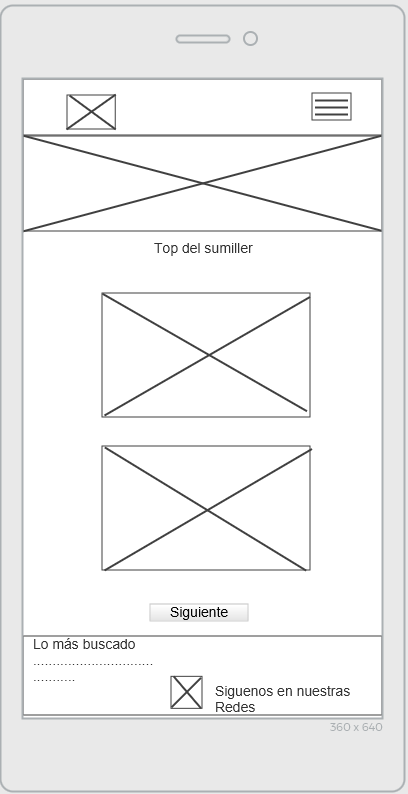 Top del sumiller
Siguiente
Lo más buscado
...............................
...........
Siguenos en nuestras
Redes
360 x 640